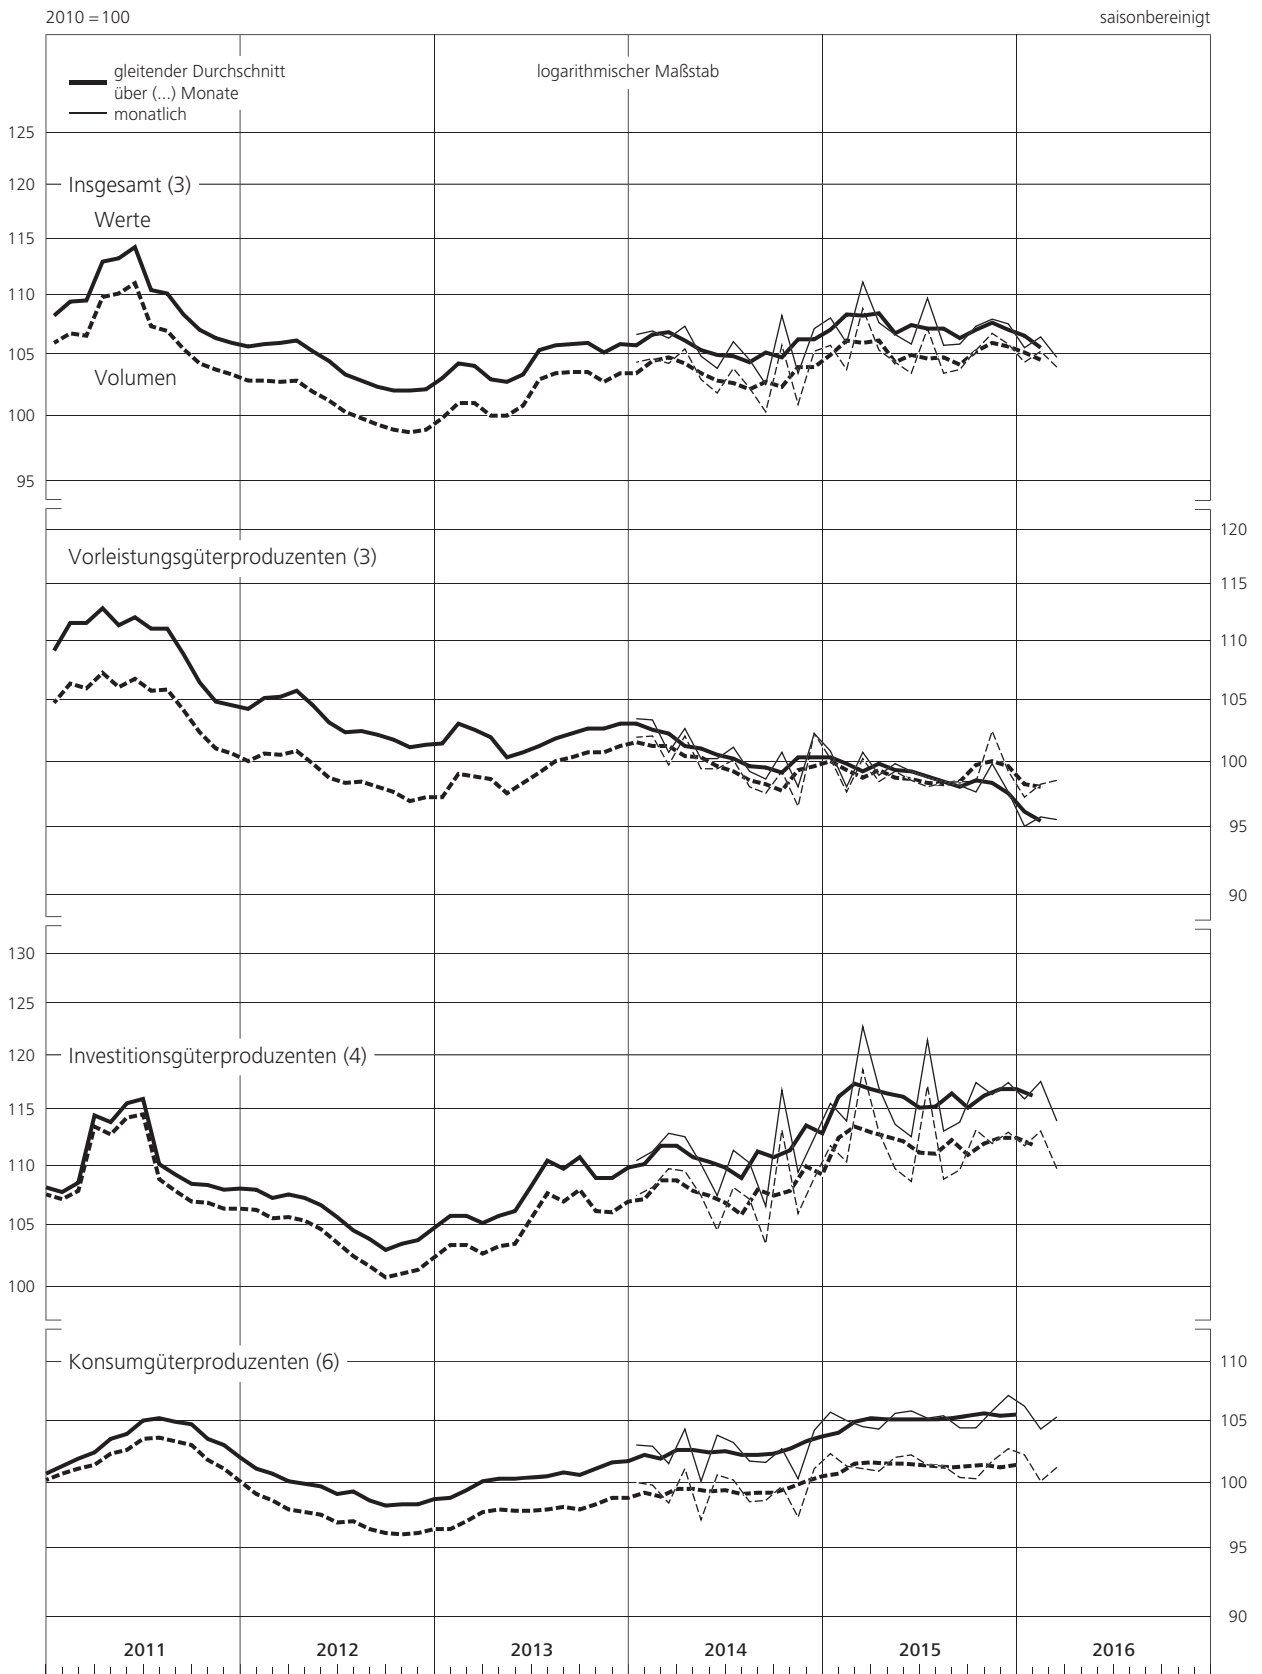 2010 = 100
saisonbereinigt
gleitender Durchschnitt
über (...) Monate
monatlich
logarithmischer Maßstab
125
120
115
110
105
100
95
Insgesamt (3)
Werte
Volumen
120
115
110
105
100
95
90
Vorleistungsgüterproduzenten (3)
130
125
120
115
110
105
100
Investitionsgüterproduzenten (4)
110
105
100
95
90
Konsumgüterproduzenten (6)
2011 2012 2013 2014 2015 2016